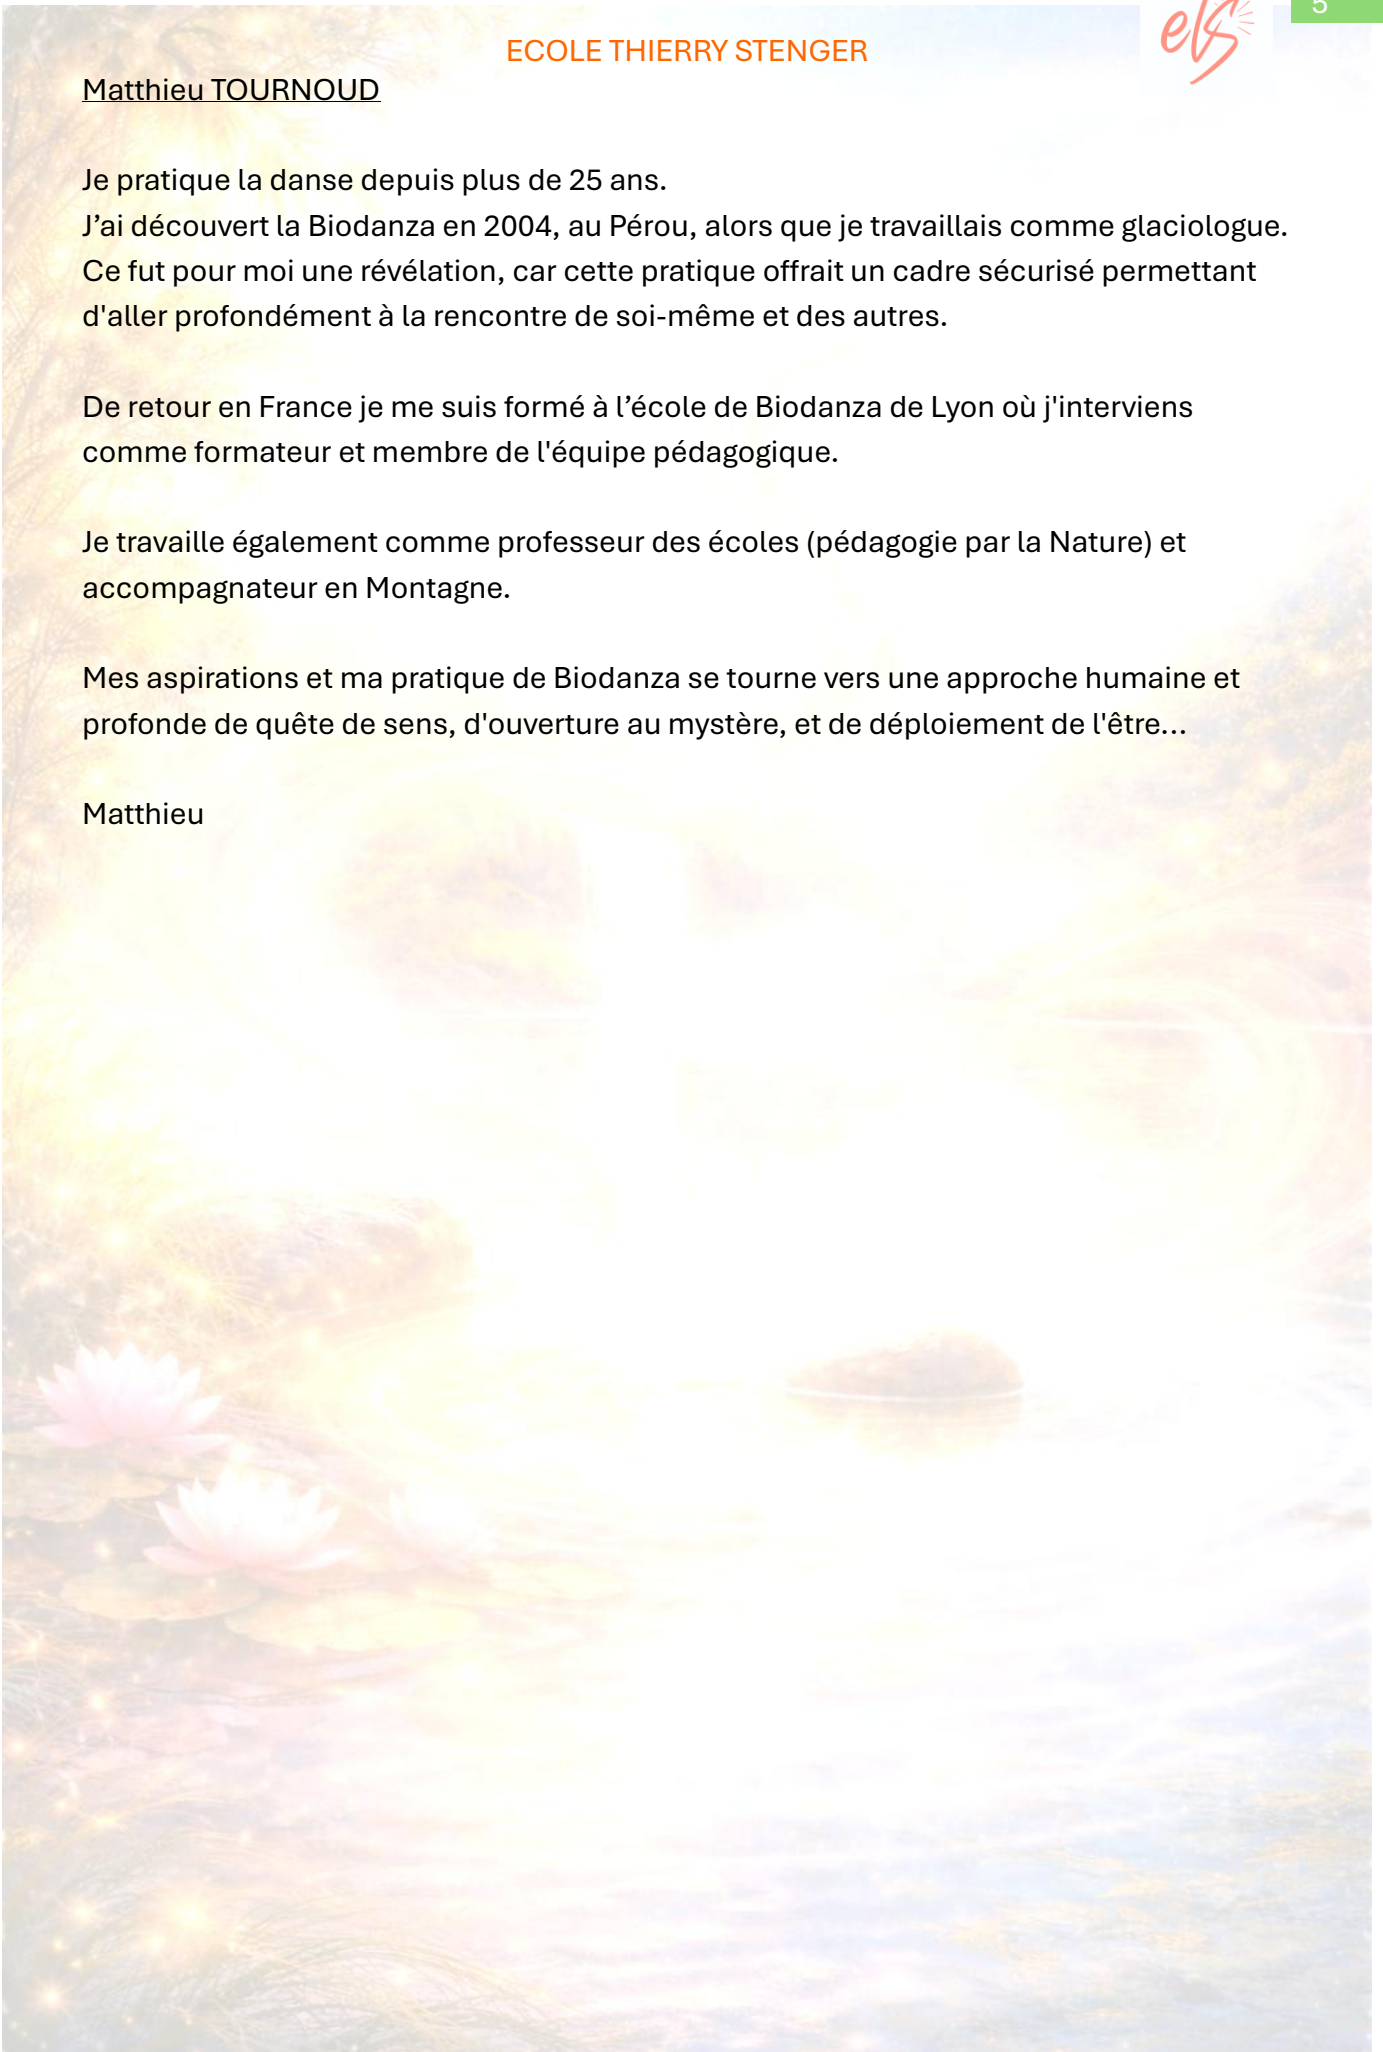 5
ets
ECOLE THIERRY STENGER
Matthieu TOURNOUD
Je pratique la danse depuis plus de 25 ans.
J’ai découvert la Biodanza en 2004, au Pérou, alors que je travaillais comme glaciologue.
Ce fut pour moi une révélation, car cette pratique offrait un cadre sécurisé permettant
d'aller profondément à la rencontre de soi-même et des autres.
De retour en France je me suis formé à l’école de Biodanza de Lyon où j'interviens
comme formateur et membre de l'équipe pédagogique.
Je travaille également comme professeur des écoles (pédagogie par la Nature) et
accompagnateur en Montagne.
Mes aspirations et ma pratique de Biodanza se tourne vers une approche humaine et
profonde de quête de sens, d'ouverture au mystère, et de déploiement de l'être...
Matthieu